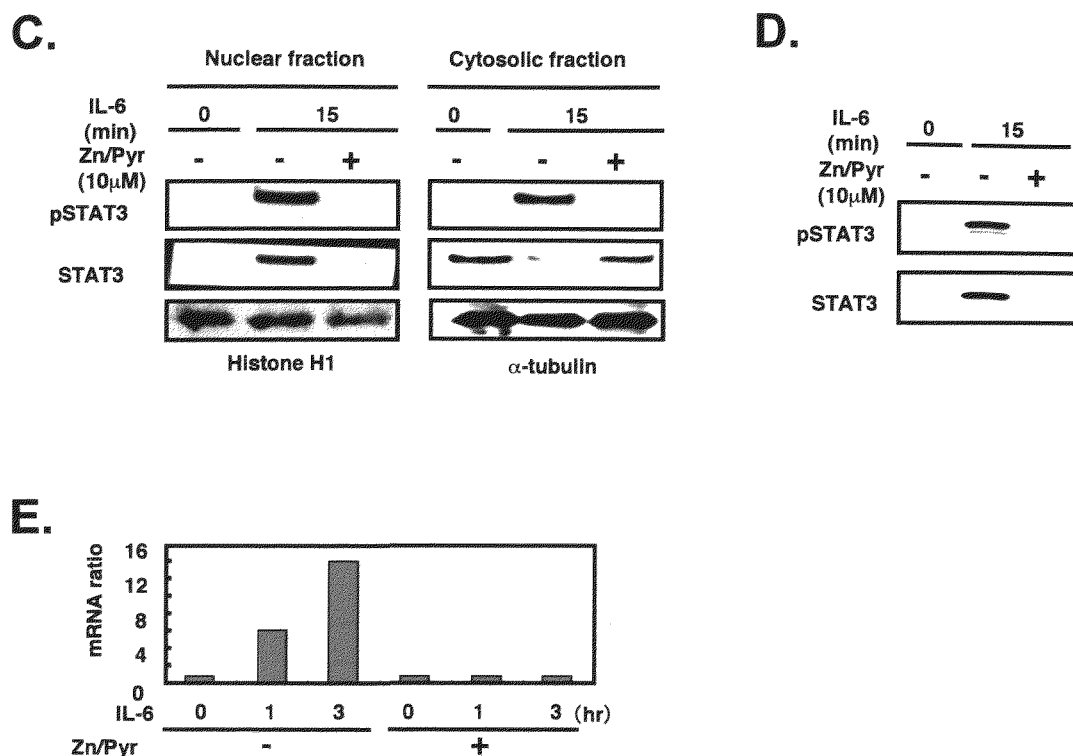 C.
Nuclear fraction
Cytosolic fraction
IL-6
(min)
0
15
0
15
Zn/Pyr
(10μM)
-
-
+
-
-
+
pSTAT3
STAT3
Histone H1
α-tubulin
D.
IL-6
(min)
0
15
Zn/Pyr
(10μM)
-
-
+
pSTAT3
STAT3
E.
mRNA ratio
16
12
8
4
0
IL-6
0
1
3
0
1
3
(hr)
Zn/Pyr
-
+